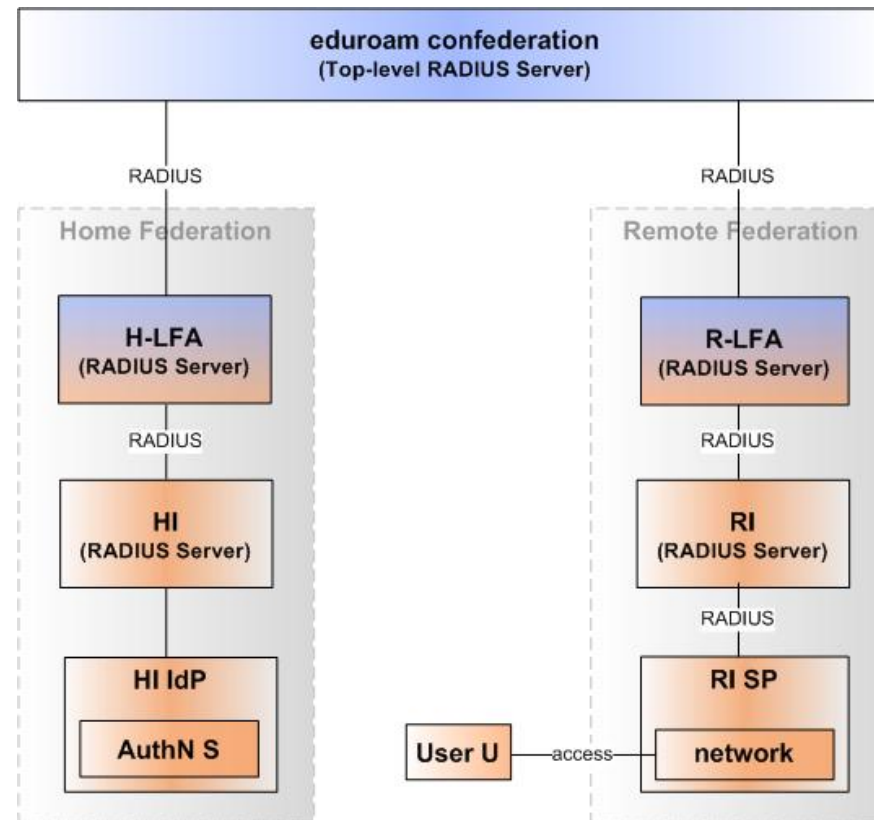 eduroam confederation
(Top-level RADIUS Server)
RADIUS
RADIUS
Home Federation
Remote Federation
H-LFA
(RADIUS Server)
R-LFA
(RADIUS Server)
RADIUS
RADIUS
HI
(RADIUS Server)
RI
(RADIUS Server)
RADIUS
HI IdP
AuthN S
RI SP
User U
access
network